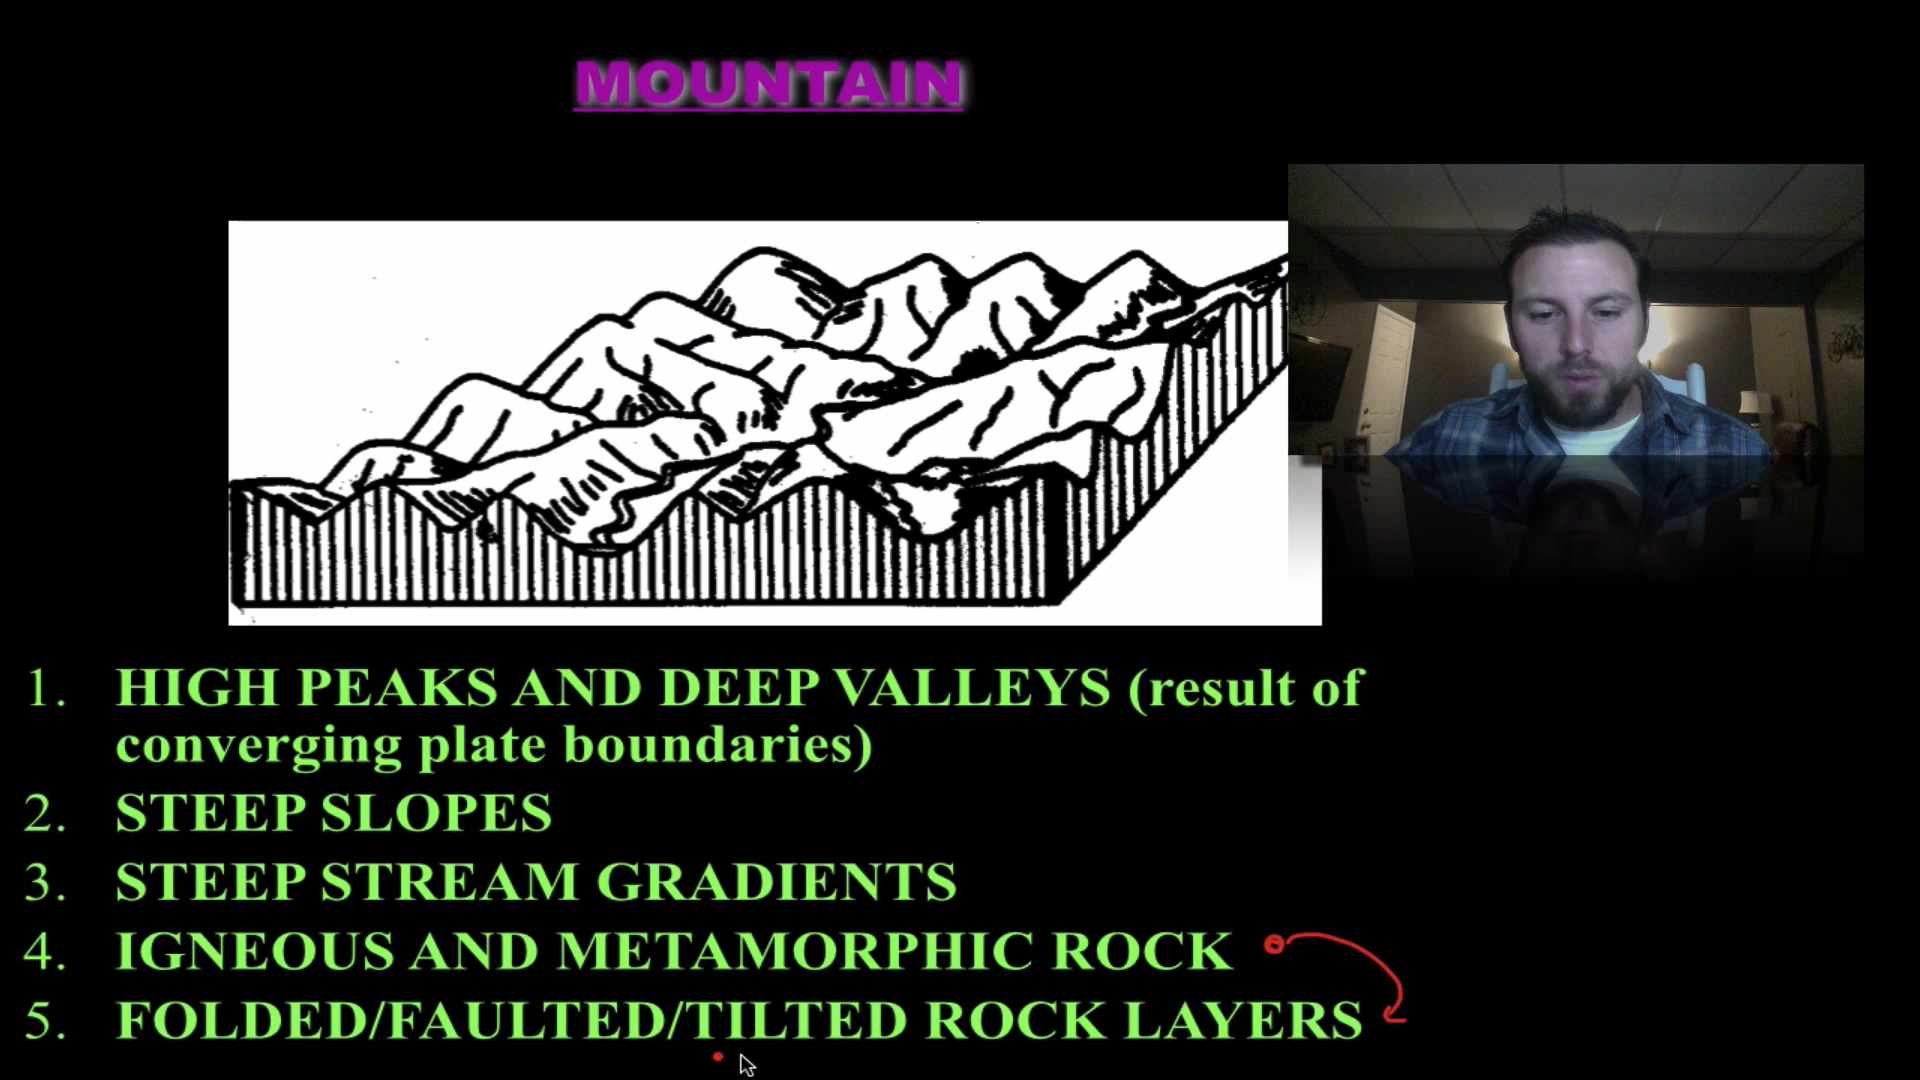 MOUNTAIN
1. HIGH PEAKS AND DEEP VALLEYS (result of
converging plate boundaries)
2. STEEP SLOPES
3. STEEP STREAM GRADIENTS
4. IGNEOUS AND METAMORPHIC ROCK
5. FOLDED/FAULTED/TILTED ROCK LAYERS